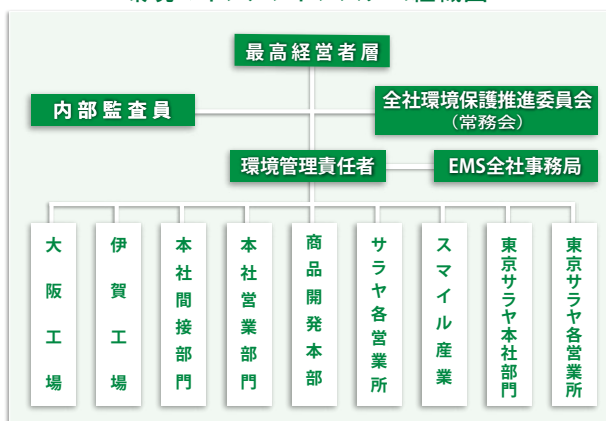 最高経営者層
内部監査員
全社環境保護推進委員会
（常務会）
環境管理責任者
EMS全社事務局
大阪工場
伊賀工場
本社間接部門
本社営業部門
商品開発本部
サラヤ各営業所
スマイル産業
東京サラヤ本社部門
東京サラヤ各営業所